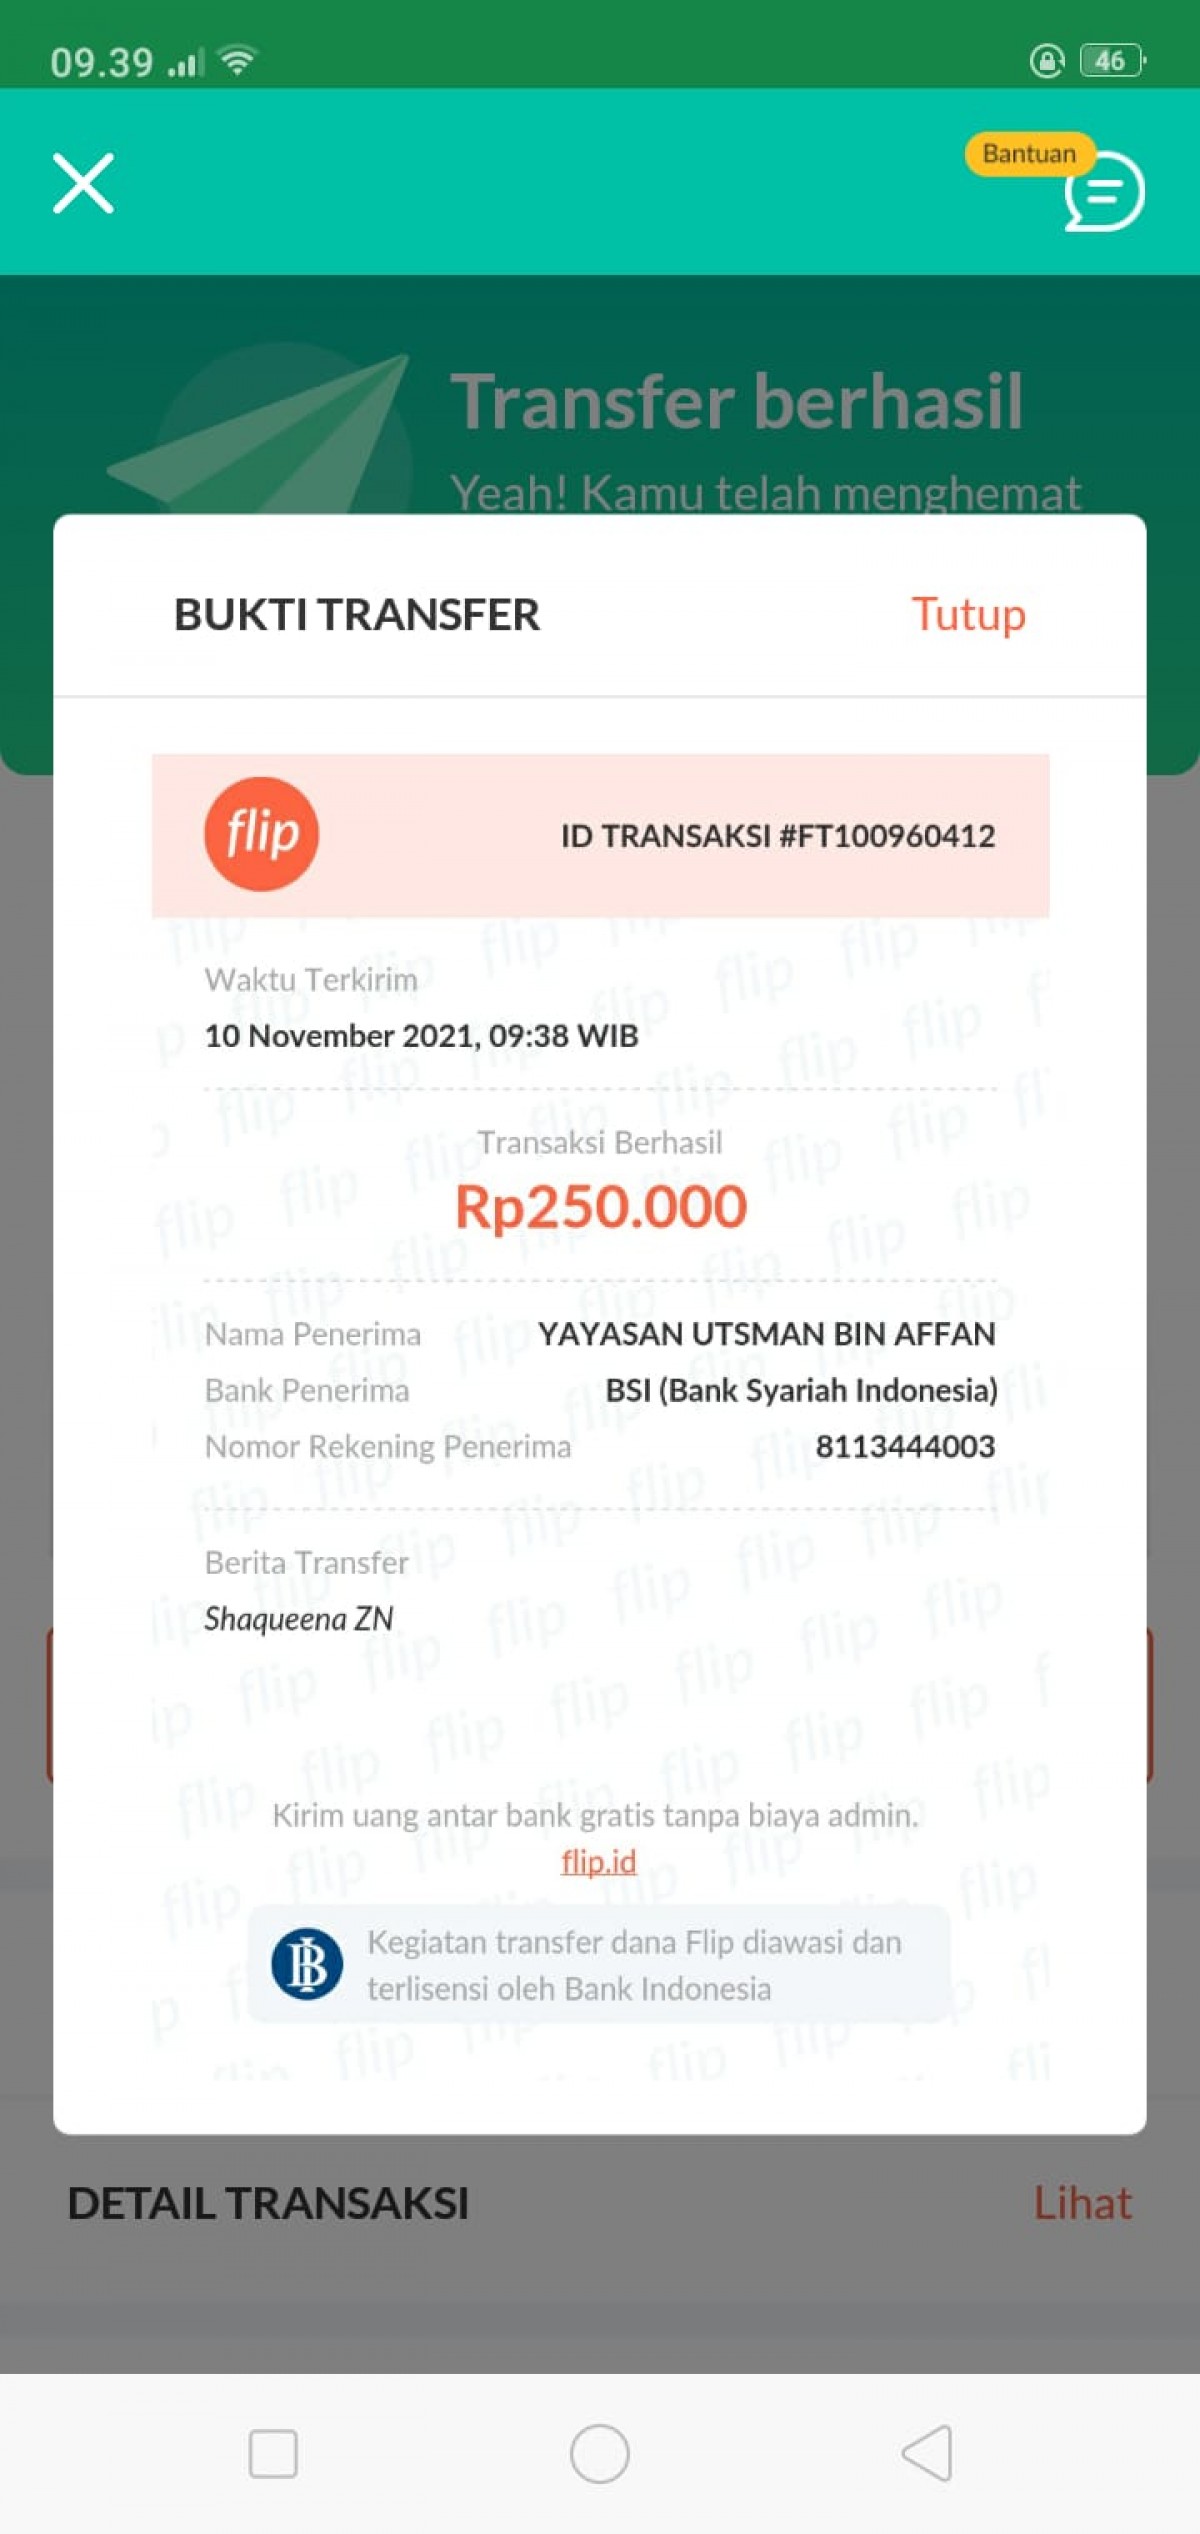 09.39
46
Bantuan
Transfer berhasil
Yeah! Kamu telah menghemat
BUKTI TRANSFER
Tutup
flip
ID TRANSAKSI #FT100960412
Waktu Terkirim
10 November 2021, 09:38 WIB
Transaksi Berhasil
Rp250.000
Nama Penerima YAYASAN UTSMAN BIN AFFAN
Bank Penerima BSI (Bank Syariah Indonesia)
Nomor Rekening Penerima 8113444003
Berita Transfer
Shaqueena ZN
Kirim uang antar bank gratis tanpa biaya admin.
flip.id
Kegiatan transfer dana Flip diawasi dan
terlisensi oleh Bank Indonesia
DETAIL TRANSAKSI
Lihat